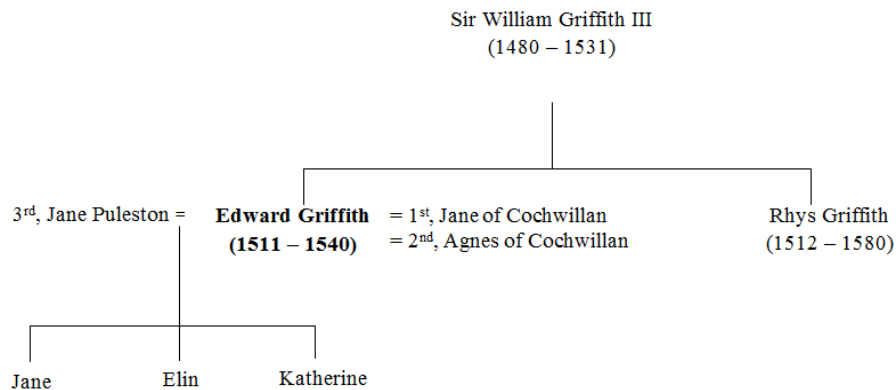 Sir William Griffith III
(1480 – 1531)
3rd, Jane Puleston = Edward Griffith = 1st, Jane of Cochwillan Rhys Griffith
(1511 – 1540) = 2nd, Agnes of Cochwillan (1512 – 1580)
Jane Elin Katherine